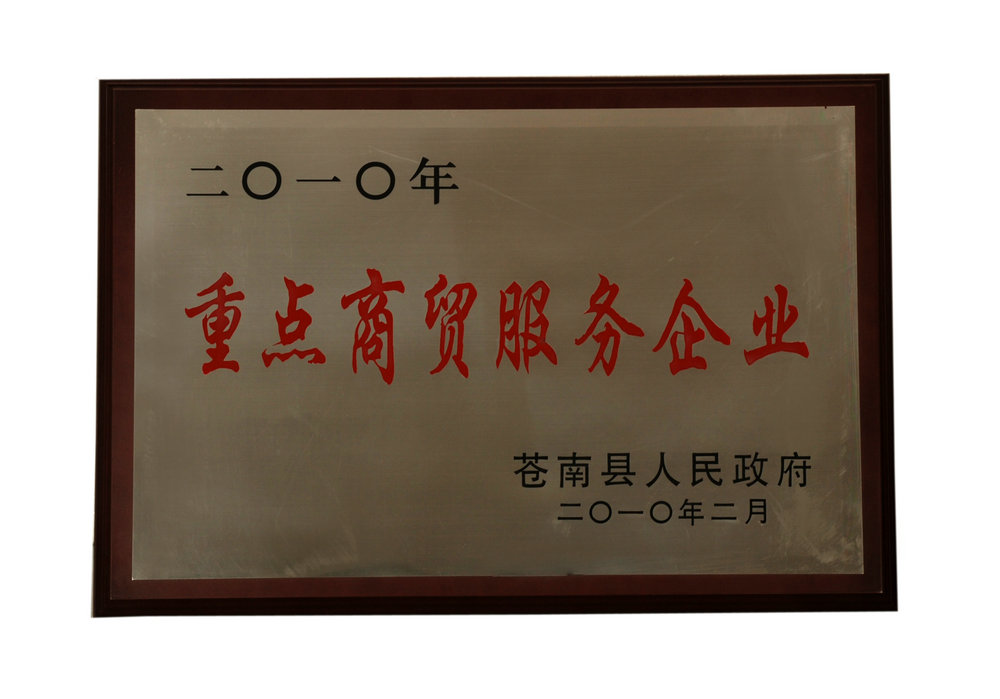 二〇一〇年
重点商贸服务企业
苍南县人民政府
二〇一〇年二月